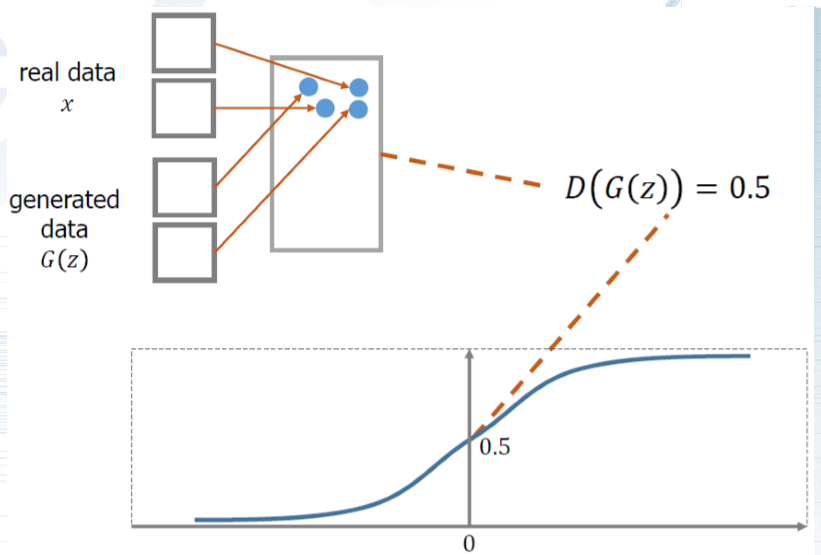 real data
x
generated
data
G(z)
D(G(z)) = 0.5
0.5
0